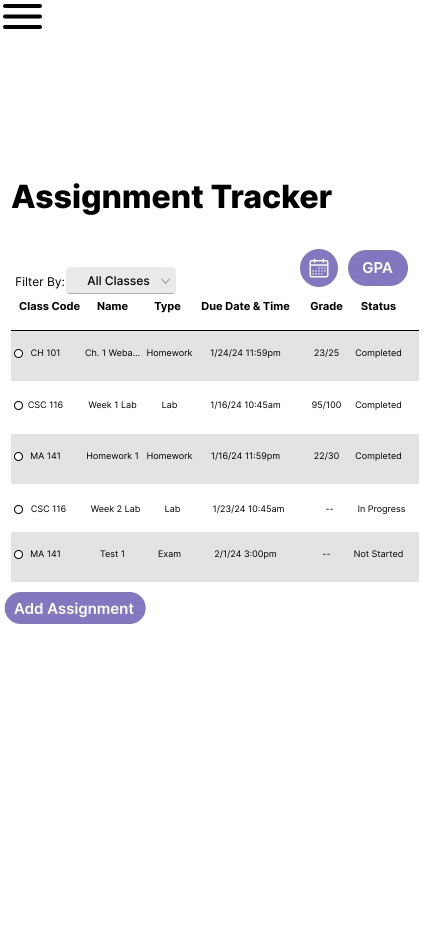 Assignment Tracker
GPA
Filter By: All Classes
Class Code Name Type Due Date & Time Grade Status
CH 101 Ch. 1 Weba... Homework 1/24/24 11:59pm 23/25 Completed
CSC 116 Week 1 Lab Lab 1/16/24 10:45am 95/100 Completed
MA 141 Homework 1 Homework 1/16/24 11:59pm 22/30 Completed
CSC 116 Week 2 Lab Lab 1/23/24 10:45am -- In Progress
MA 141 Test 1 Exam 2/1/24 3:00pm -- Not Started
Add Assignment